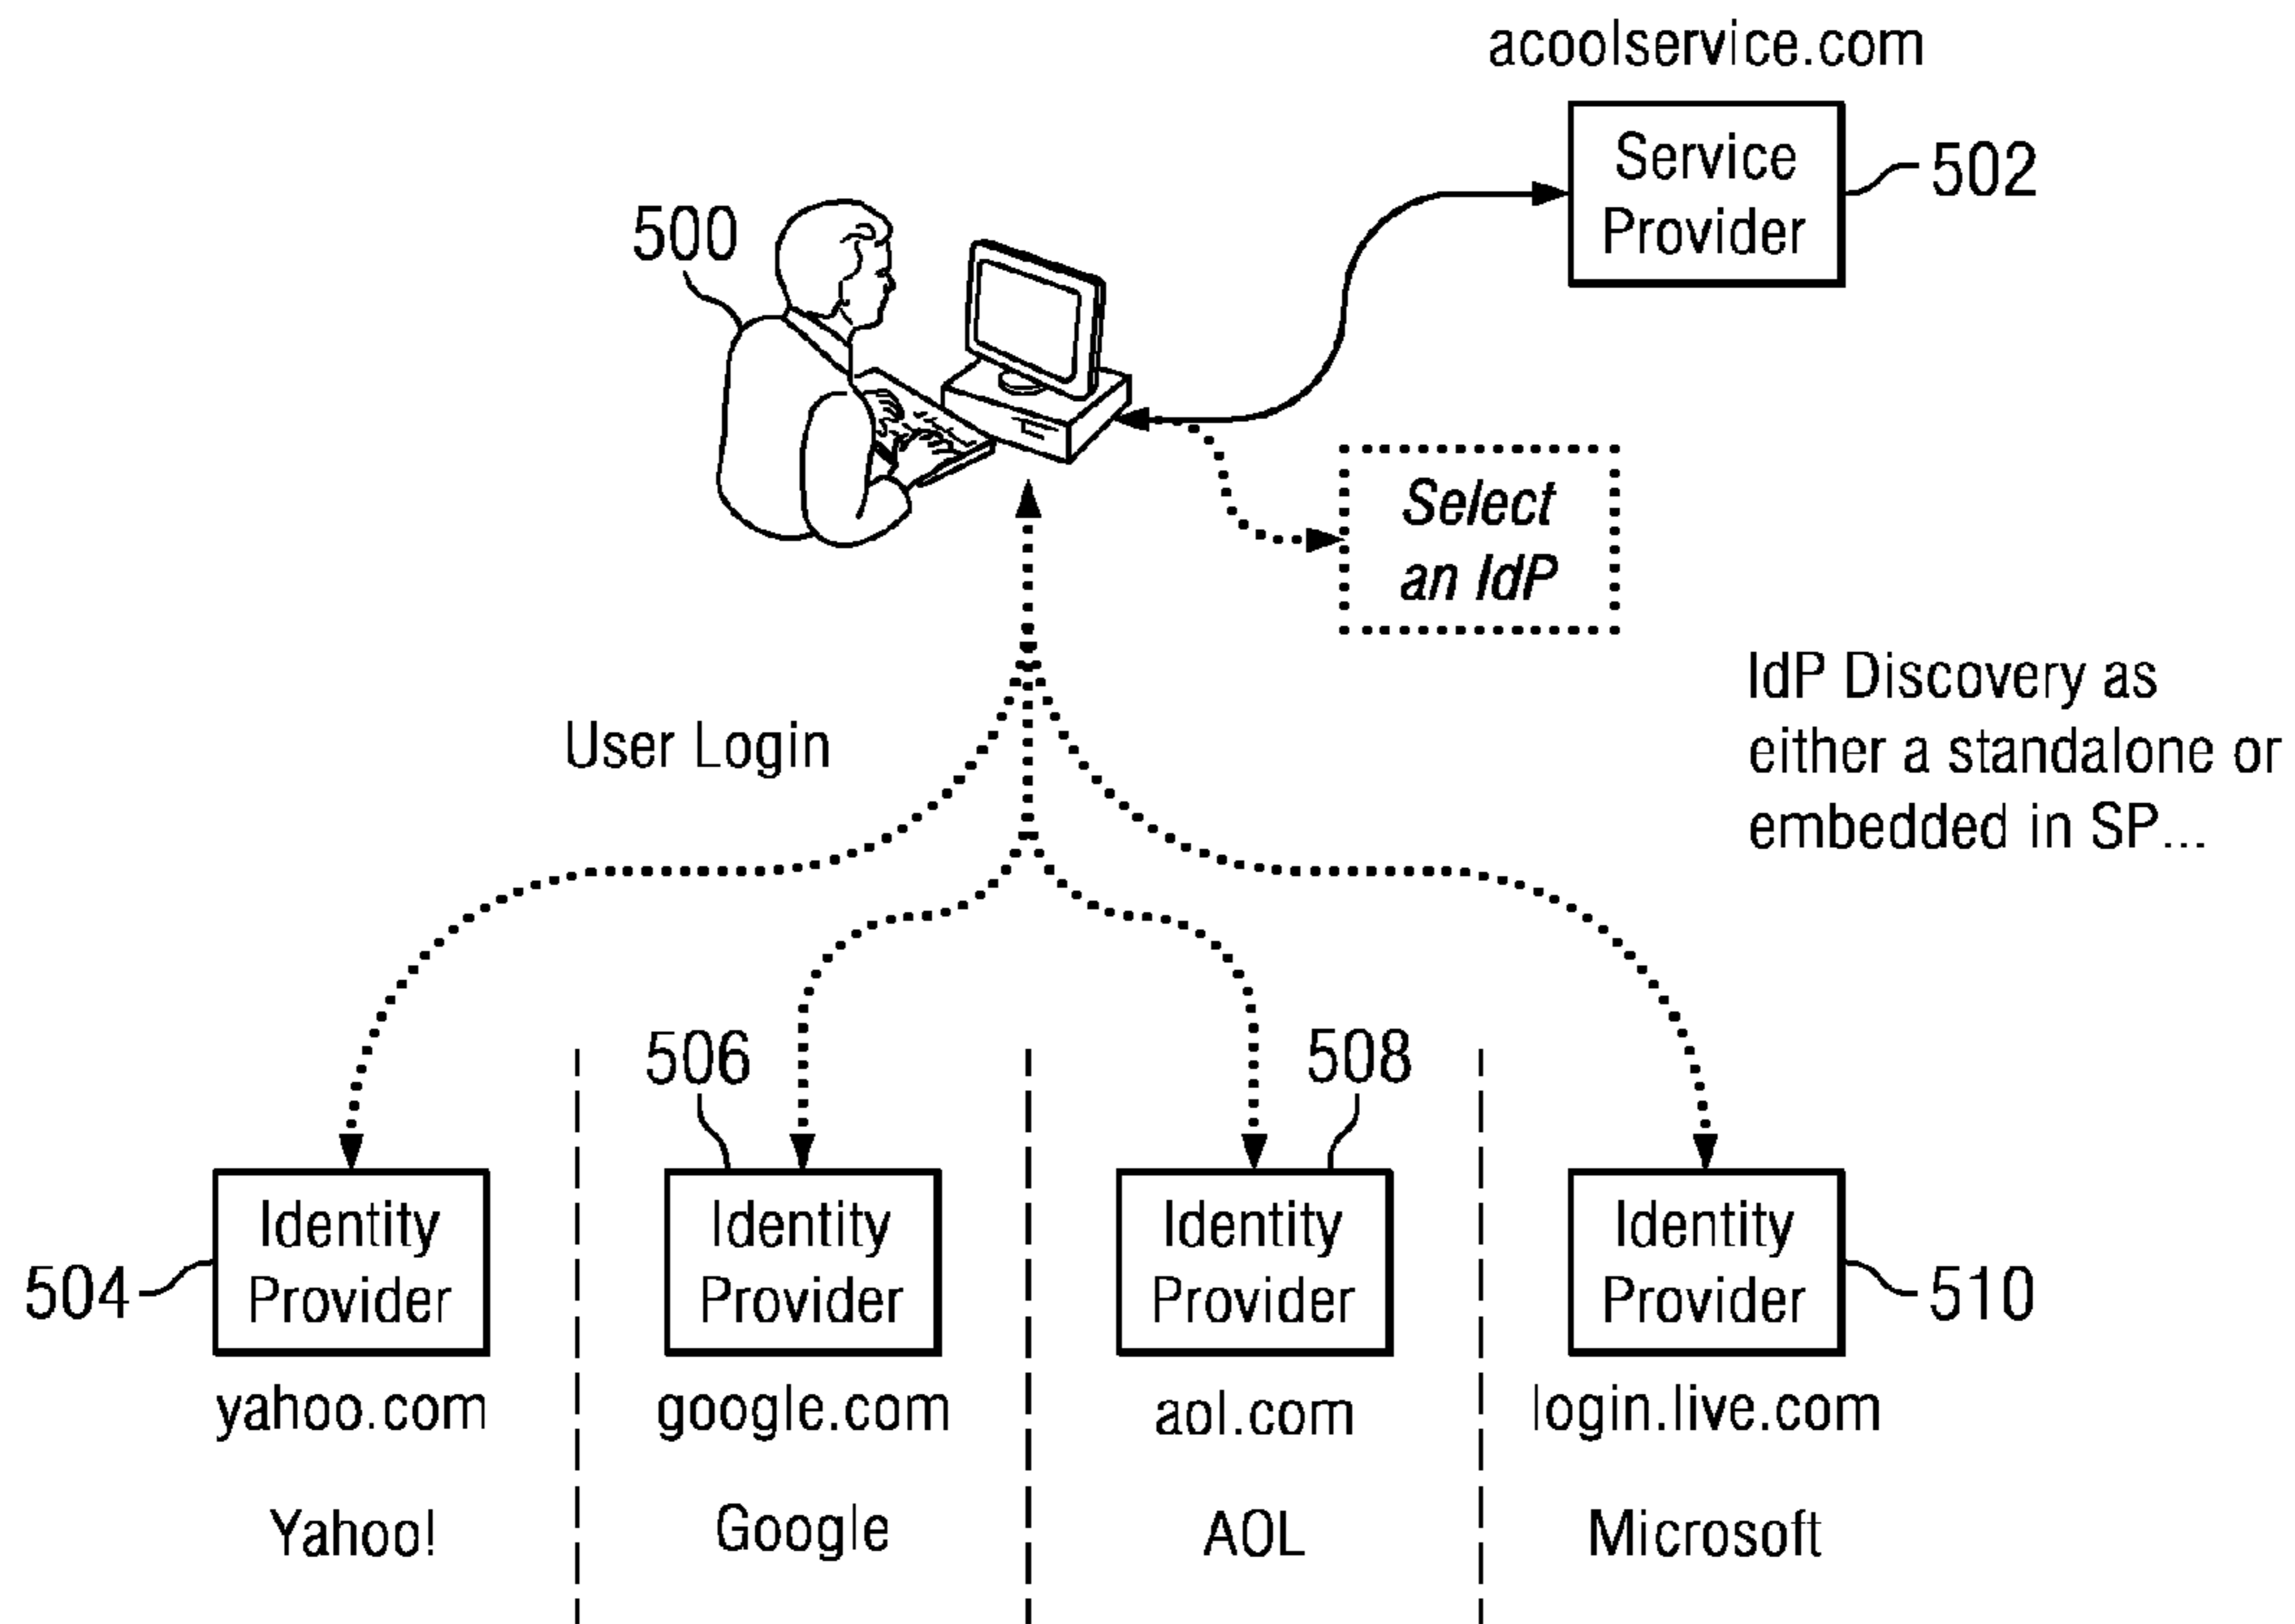 acoolservice.com
Service
Provider
502
500
Select
an IdP
IdP Discovery as
either a standalone or
embedded in SP...
User Login
506
508
504
Identity
Provider
Identity
Provider
Identity
Provider
Identity
Provider
510
yahoo.com
google.com
aol.com
login.live.com
Yahoo!
Google
AOL
Microsoft